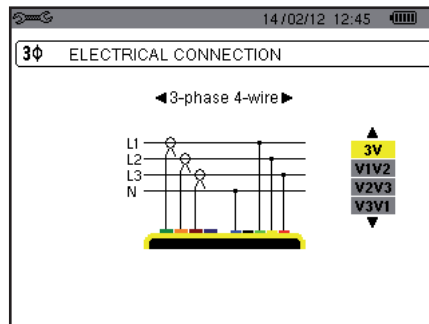 14/02/12 12:45
3Φ ELECTRICAL CONNECTION
◄3-phase 4-wire►
L1
L2
L3
N
3V
V1V2
V2V3
V3V1